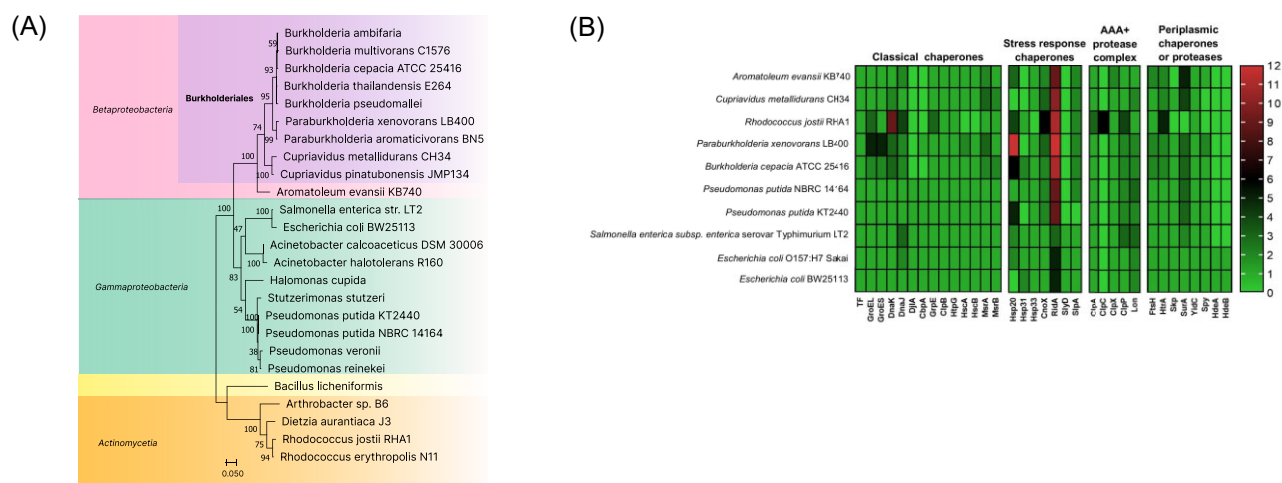 (A)
Betaproteobacteria
Burkholderiales
Burkholderia ambifaria
Burkholderia multivorans C1576
Burkholderia cepacia ATCC 25416
Burkholderia thailandensis E264
Burkholderia pseudomallei
Paraburkholderia xenovorans LB400
Paraburkholderia aromaticivorans BN5
Cupriavidus metallidurans CH34
Cupriavidus pinatubonensis JMP134
Aromatoleum evansii KB740
59
93
95
74
99
100
100
Gammaproteobacteria
Salmonella enterica str. LT2
Escherichia coli BW25113
Acinetobacter calcoaceticus DSM 30006
Acinetobacter halotolerans R160
Halomonas cupida
Stutzerimonas stutzeri
Pseudomonas putida KT2440
Pseudomonas putida NBRC 14164
Pseudomonas veronii
Pseudomonas reinekei
100
100
47
100
83
54
100
100
38
81
Bacillus licheniformis
Actinomycetia
Arthrobacter sp. B6
Dietzia aurantiaca J3
Rhodococcus jostii RHA1
Rhodococcus erythropolis N11
100
75
94
0.050
(B)
Classical chaperones
Stress response
chaperones
AAA+
protease
complex
Periplasmic
chaperones
or proteases
Aromatoleum evansii KB740
Cupriavidus metallidurans CH34
Rhodococcus jostii RHA1
Paraburkholderia xenovorans LB400
Burkholderia cepacia ATCC 25416
Pseudomonas putida NBRC 14164
Pseudomonas putida KT2440
Salmonella enterica subsp. enterica serovar Typhimurium LT2
Escherichia coli O157:H7 Sakai
Escherichia coli BW25113
TF
GroEL
GroES
DnaK
DnaJ
DjlA
CbpA
GrpE
ClpB
HtpG
HscA
HscB
MsrA
MsrB
Hsp20
Hsp31
Hsp33
CnoX
RidA
SlyD
SlpA
ClpA
ClpC
ClpX
ClpP
Lon
FtsH
HtrA
Skp
SurA
YidC
Spy
HdeA
HdeB
12
11
10
9
8
7
6
5
4
3
2
1
0